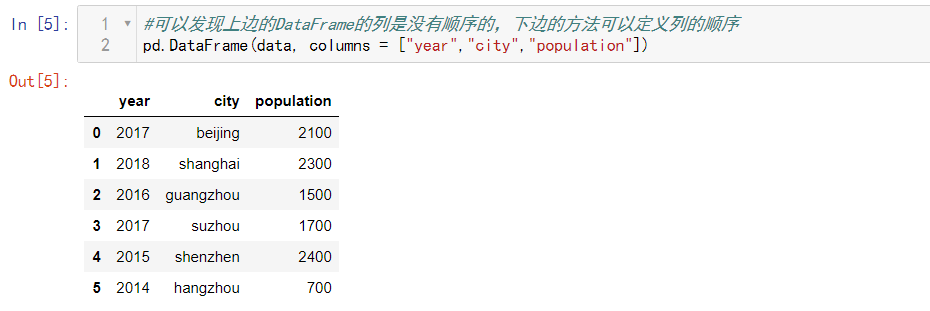 In [5]: 1 #可以发现上边的DataFrame的列是没有顺序的，下边的方法可以定义列的顺序
2 pd.DataFrame(data, columns = ["year","city","population"])
Out[5]:
year city population
0 2017 beijing 2100
1 2018 shanghai 2300
2 2016 guangzhou 1500
3 2017 suzhou 1700
4 2015 shenzhen 2400
5 2014 hangzhou 700